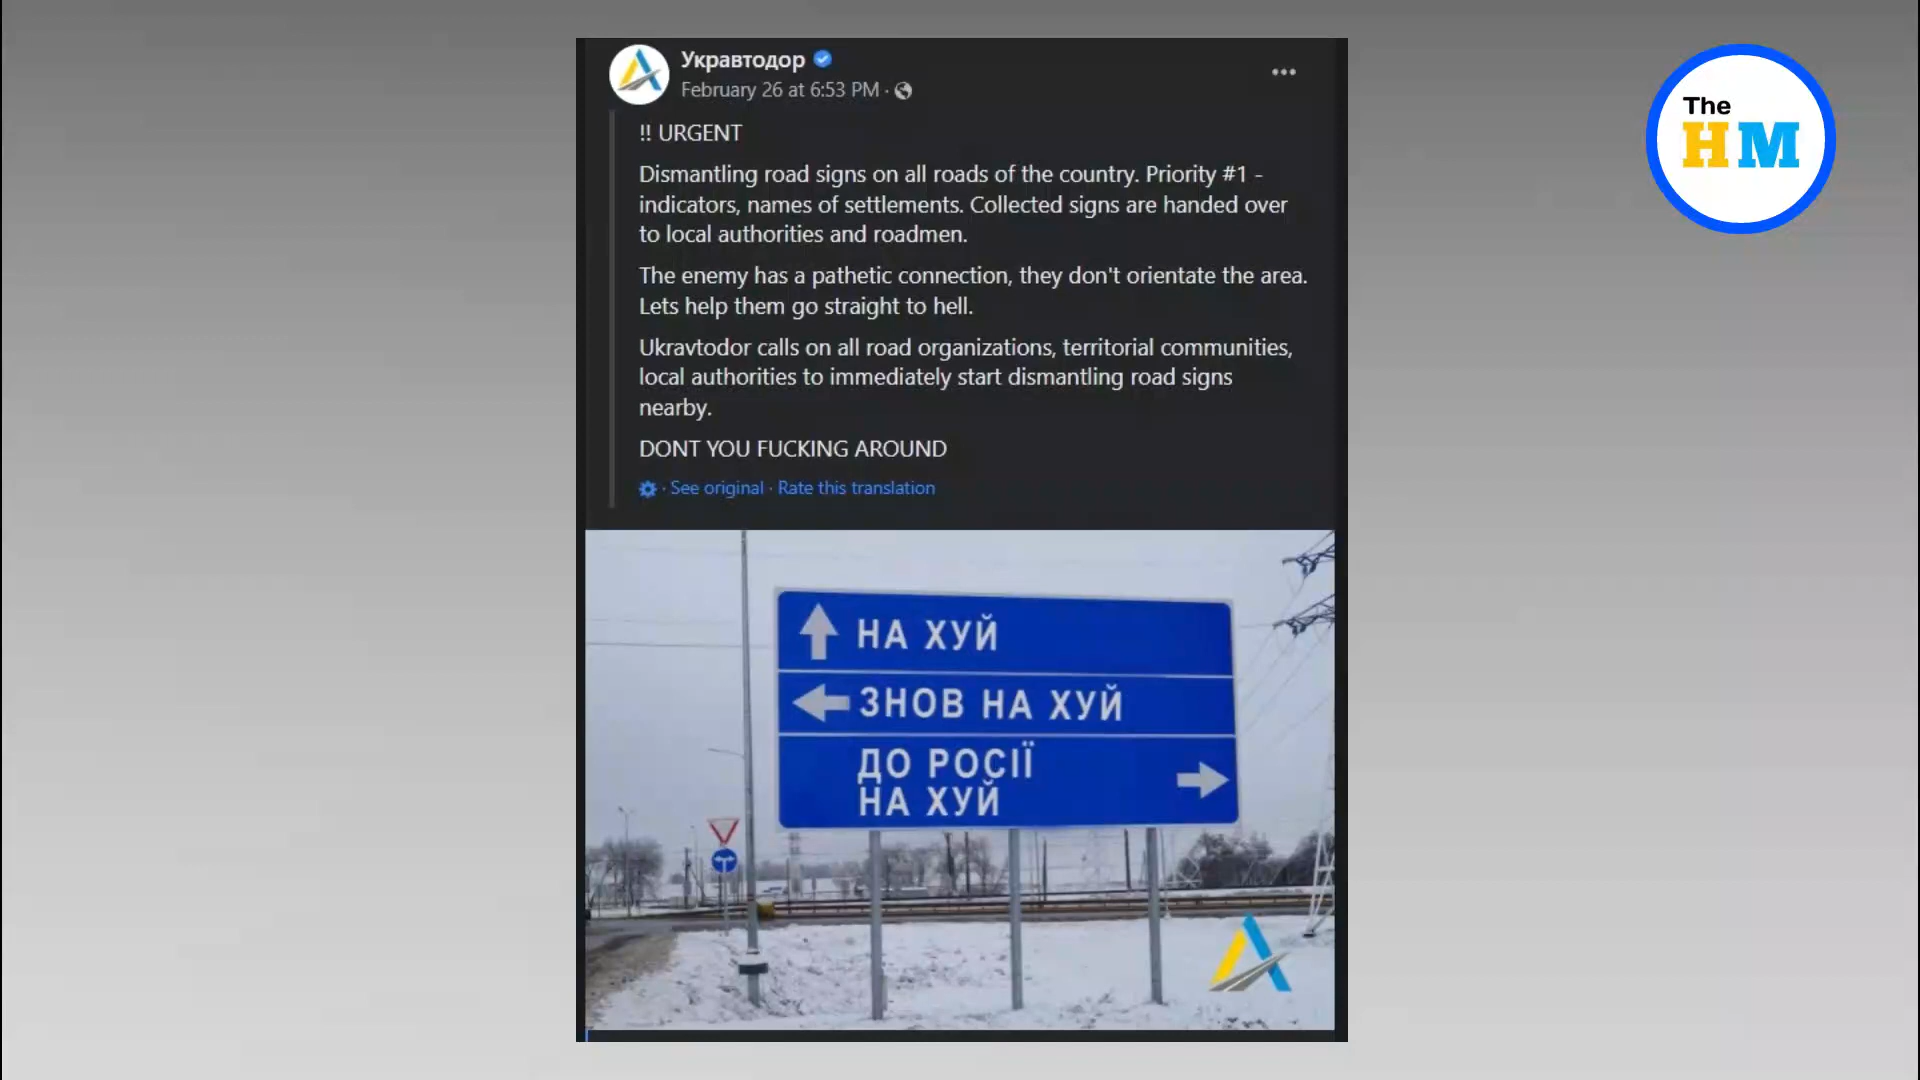 Укравтодор
February 26 at 6:53 PM ·
!! URGENT
Dismantling road signs on all roads of the country. Priority #1 -
indicators, names of settlements. Collected signs are handed over
to local authorities and roadmen.
The enemy has a pathetic connection, they don't orientate the area.
Lets help them go straight to hell.
Ukravtodor calls on all road organizations, territorial communities,
local authorities to immediately start dismantling road signs
nearby.
DONT YOU FUCKING AROUND
· See original · Rate this translation
НА ХУЙ
ЗНОВ НА ХУЙ
ДО РОСІЇ
НА ХУЙ
The
HM